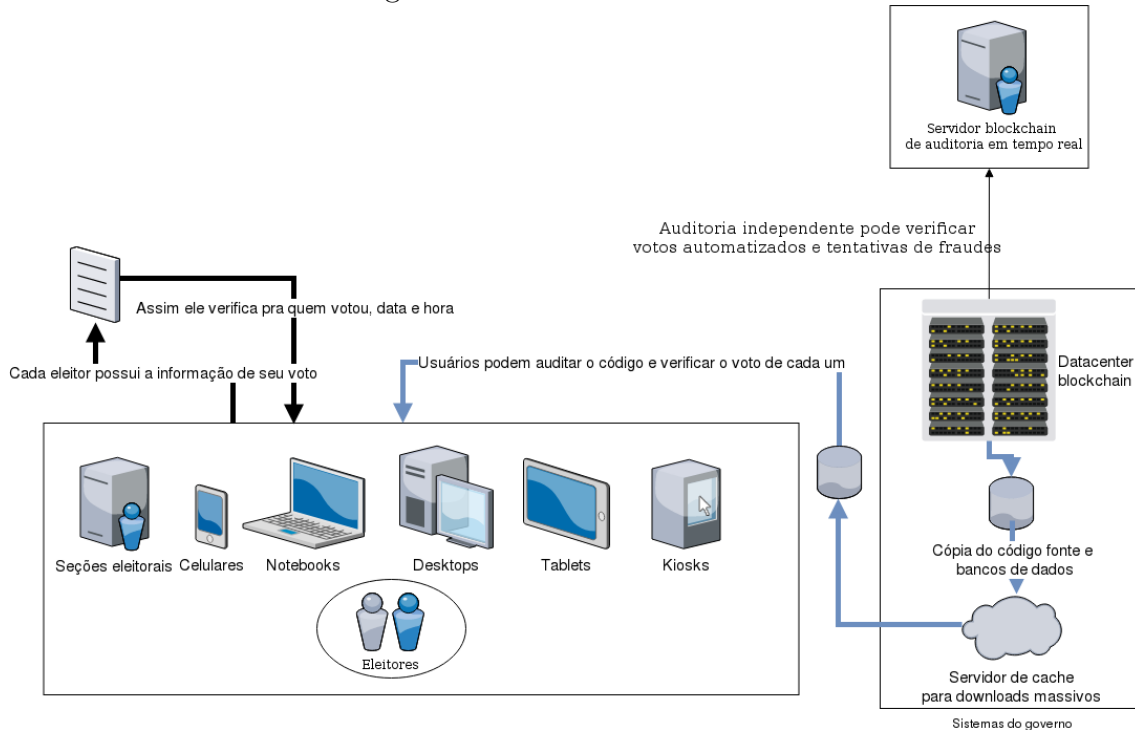 Servidor blockchain
de auditoria em tempo real
Auditoria independente pode verificar
votos automatizados e tentativas de fraudes
Assim ele verifica pra quem votou, data e hora
Cada eleitor possui a informação de seu voto
Usuários podem auditar o código e verificar o voto de cada um
Datacenter
blockchain
Seções eleitorais
Celulares
Notebooks
Desktops
Tablets
Kiosks
Eleitores
Cópia do código fonte e
bancos de dados
Servidor de cache
para downloads massivos
Sistemas do governo